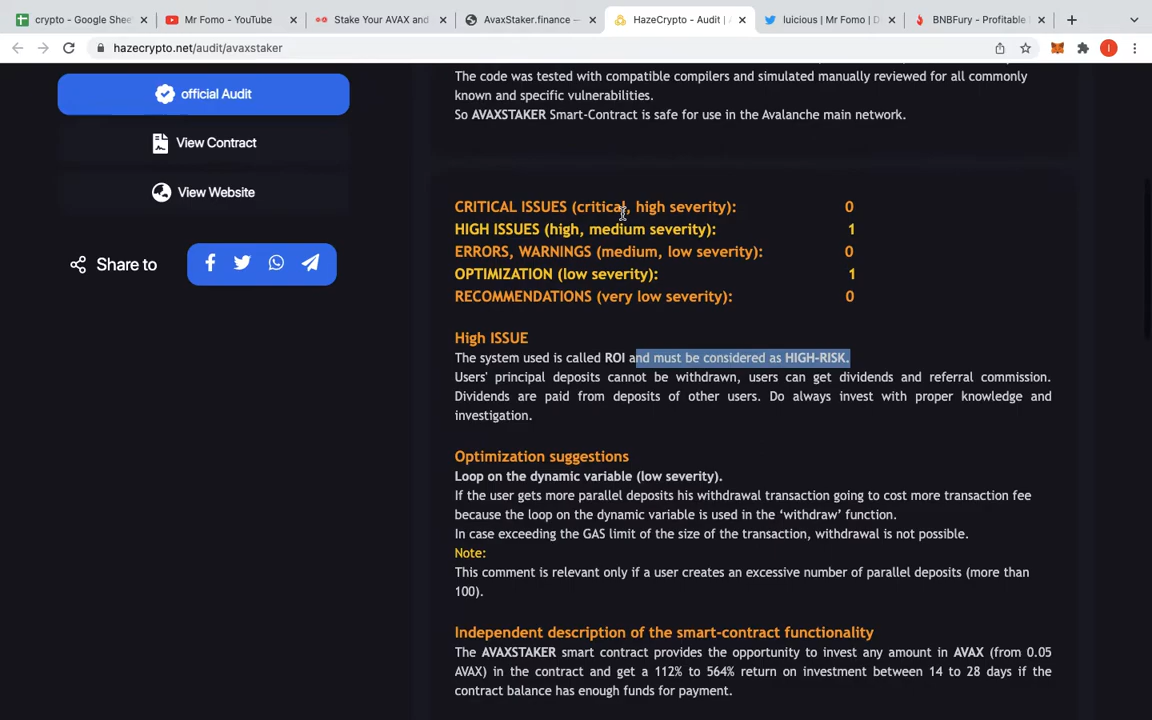 crypto - Google Shee
Mr Fomo - YouTube
Stake Your AVAX and
AvaxStaker.finance —
HazeCrypto - Audit | A
luicious | Mr Fomo | D
BNBFury - Profitable
hazecrypto.net/audit/avaxstaker
official Audit
View Contract
View Website
Share to
The code was tested with compatible compilers and simulated manually reviewed for all commonly
known and specific vulnerabilities.
So AVAXSTAKER Smart-Contract is safe for use in the Avalanche main network.
CRITICAL ISSUES (critical, high severity): 0
HIGH ISSUES (high, medium severity): 1
ERRORS, WARNINGS (medium, low severity): 0
OPTIMIZATION (low severity): 1
RECOMMENDATIONS (very low severity): 0
High ISSUE
The system used is called ROI and must be considered as HIGH-RISK.
Users' principal deposits cannot be withdrawn, users can get dividends and referral commission.
Dividends are paid from deposits of other users. Do always invest with proper knowledge and
investigation.
Optimization suggestions
Loop on the dynamic variable (low severity).
If the user gets more parallel deposits his withdrawal transaction going to cost more transaction fee
because the loop on the dynamic variable is used in the ‘withdraw’ function.
In case exceeding the GAS limit of the size of the transaction, withdrawal is not possible.
Note:
This comment is relevant only if a user creates an excessive number of parallel deposits (more than
100).
Independent description of the smart-contract functionality
The AVAXSTAKER smart contract provides the opportunity to invest any amount in AVAX (from 0.05
AVAX) in the contract and get a 112% to 564% return on investment between 14 to 28 days if the
contract balance has enough funds for payment.